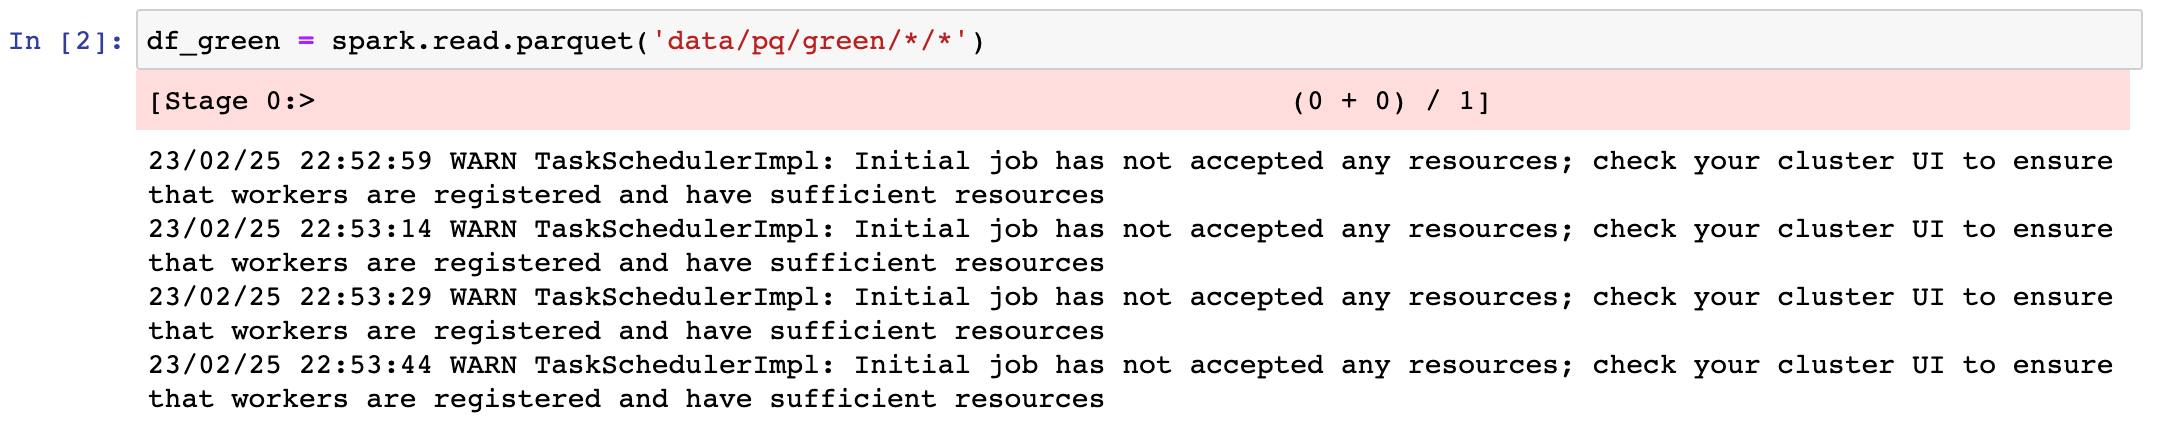 In [2]: df_green = spark.read.parquet('data/pq/green/*/*')
[Stage 0:> (0 + 0) / 1]
23/02/25 22:52:59 WARN TaskSchedulerImpl: Initial job has not accepted any resources; check your cluster UI to ensure
that workers are registered and have sufficient resources
23/02/25 22:53:14 WARN TaskSchedulerImpl: Initial job has not accepted any resources; check your cluster UI to ensure
that workers are registered and have sufficient resources
23/02/25 22:53:29 WARN TaskSchedulerImpl: Initial job has not accepted any resources; check your cluster UI to ensure
that workers are registered and have sufficient resources
23/02/25 22:53:44 WARN TaskSchedulerImpl: Initial job has not accepted any resources; check your cluster UI to ensure
that workers are registered and have sufficient resources